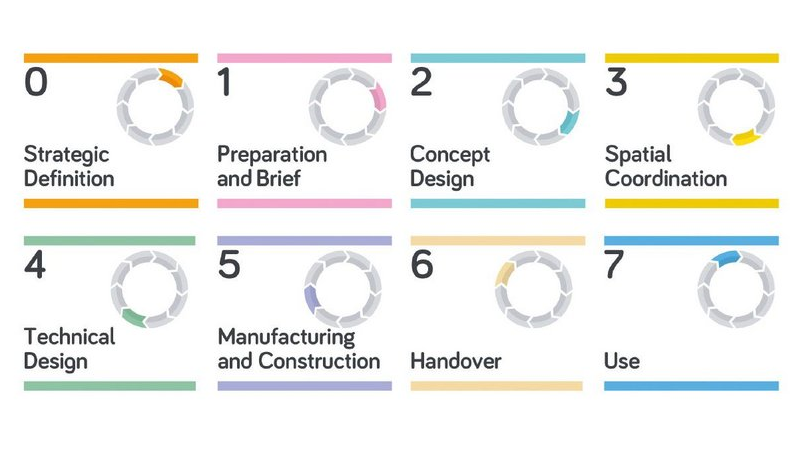 0
Strategic
Definition
1
Preparation
and Brief
2
Concept
Design
3
Spatial
Coordination
4
Technical
Design
5
Manufacturing
and Construction
6
Handover
7
Use